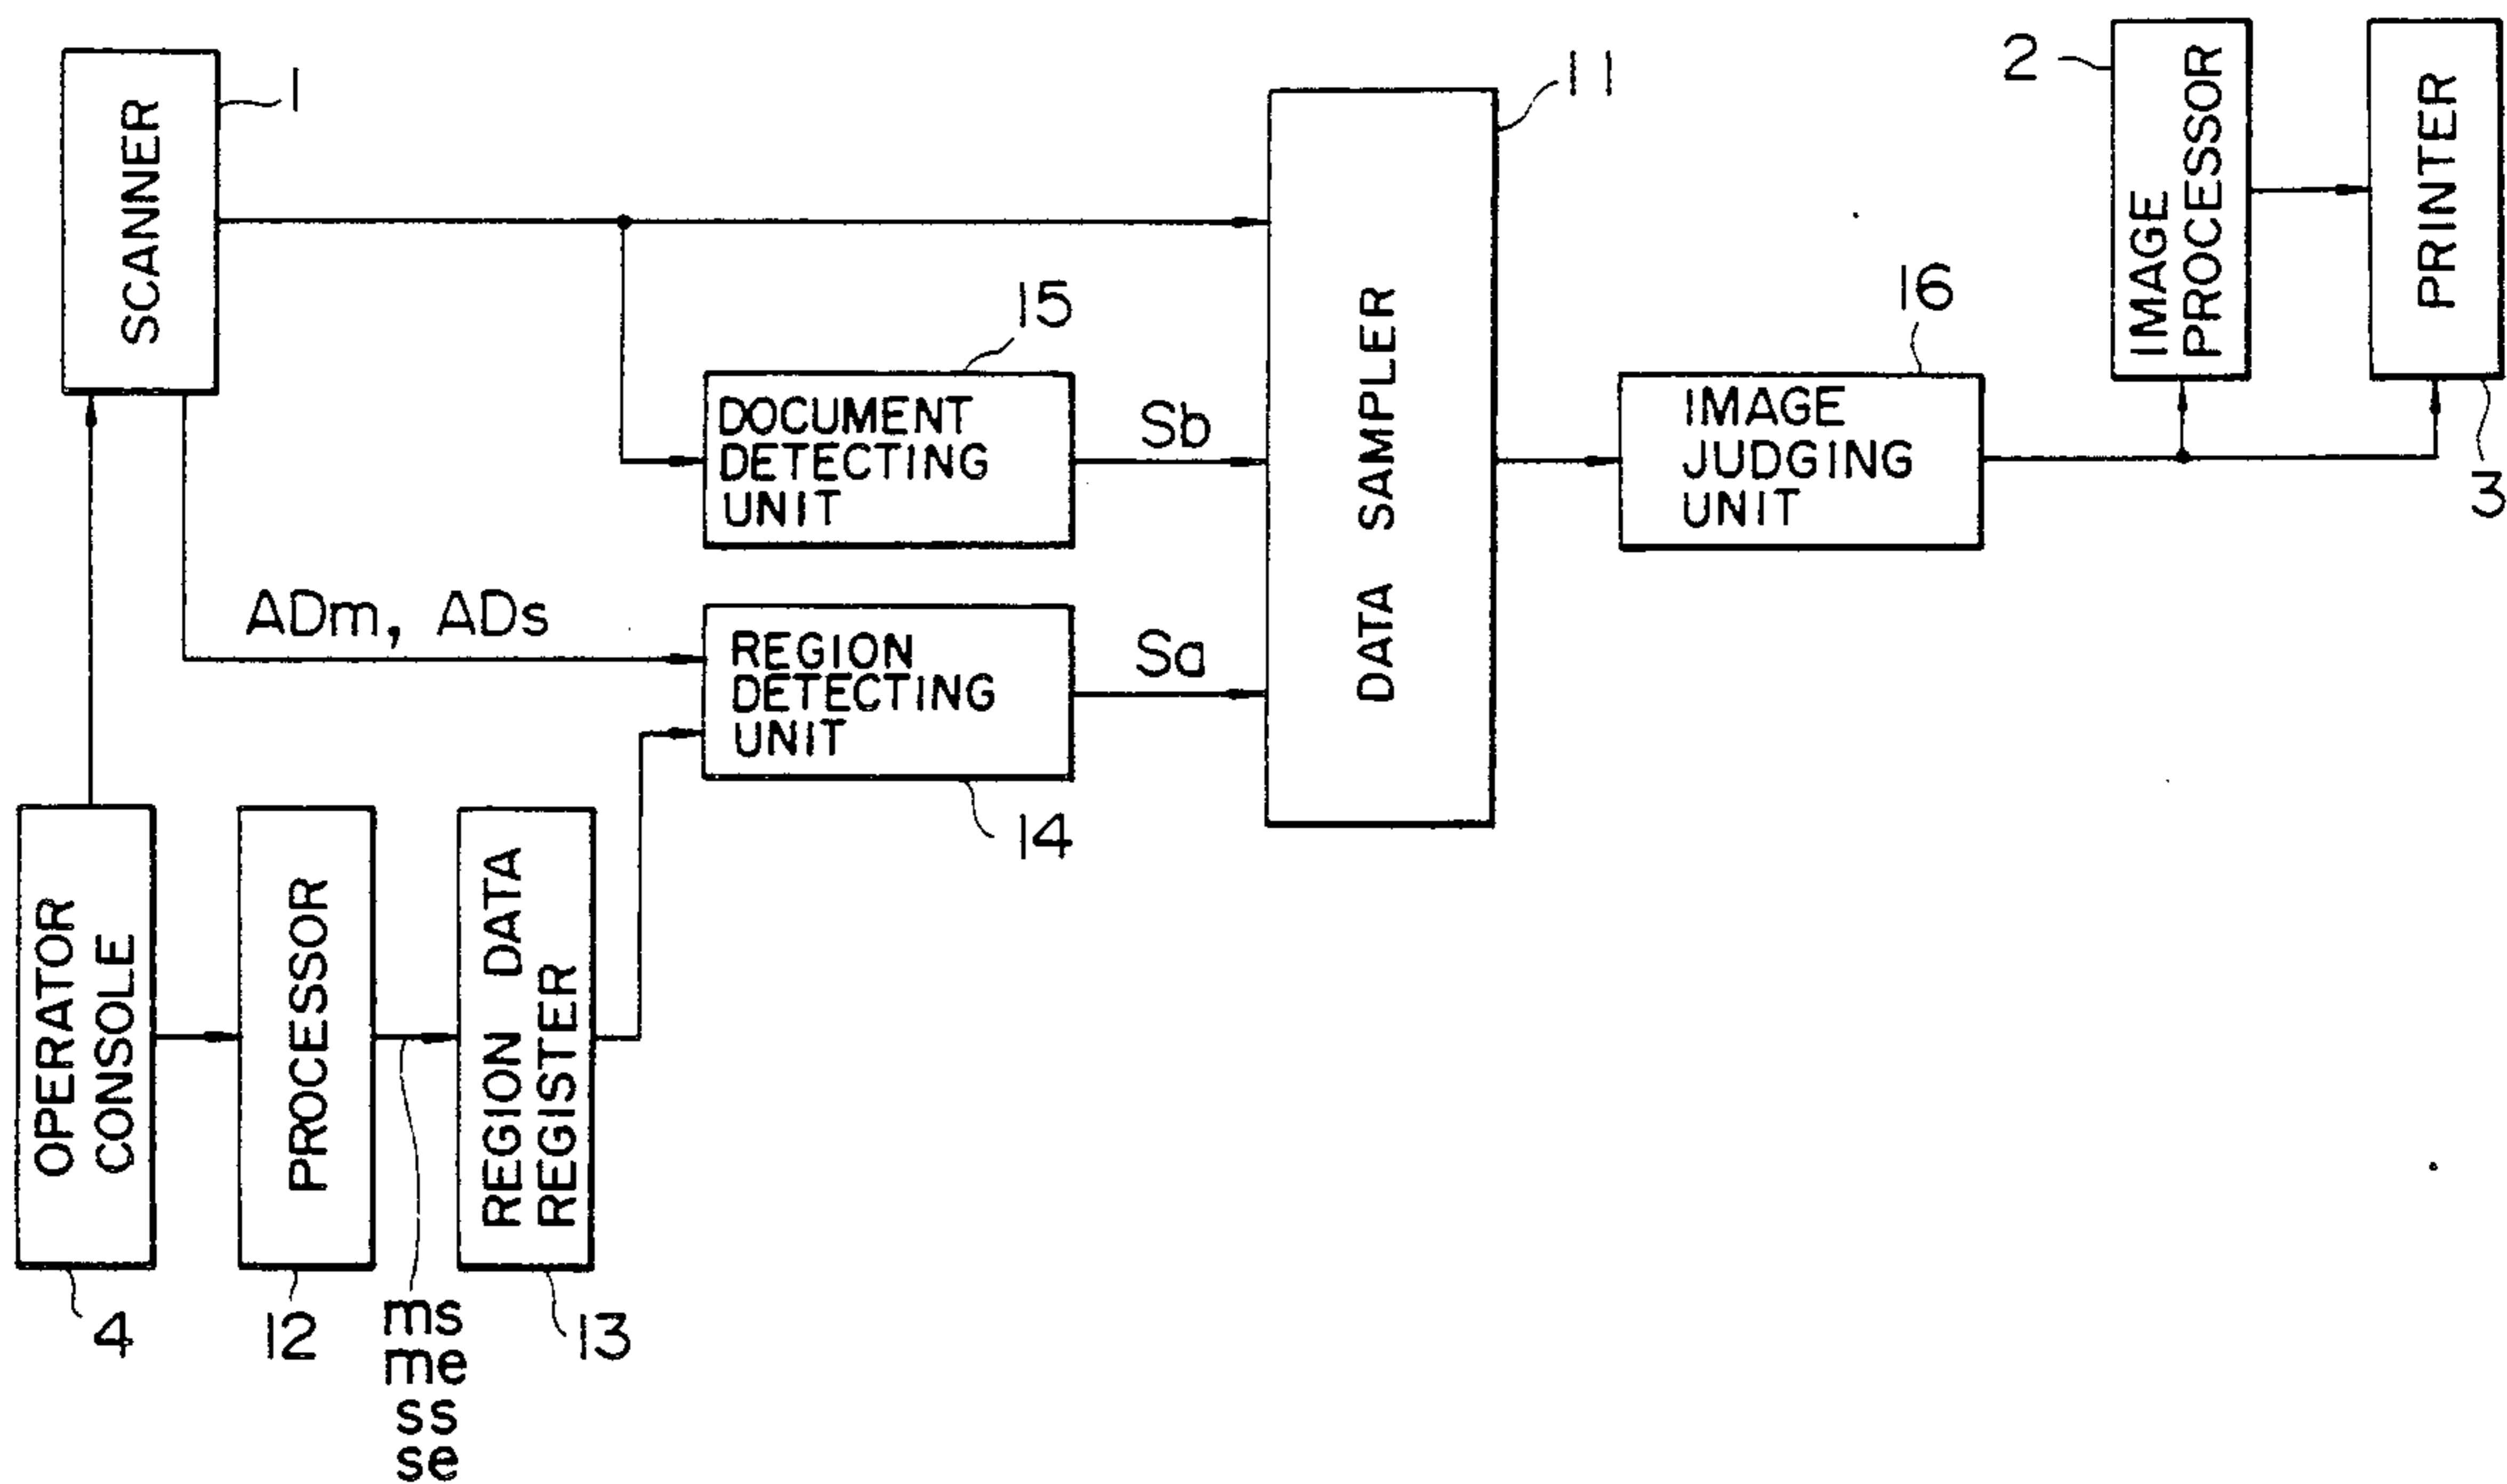 SCANNER
1
ADm, ADs
OPERATOR
CONSOLE
4
PROCESSOR
12
ms
me
ss
se
REGION DATA
REGISTER
13
15
DOCUMENT
DETECTING
UNIT
Sb
REGION
DETECTING
UNIT
14
Sa
DATA SAMPLER
11
16
IMAGE
JUDGING
UNIT
2
IMAGE
PROCESSOR
PRINTER
3